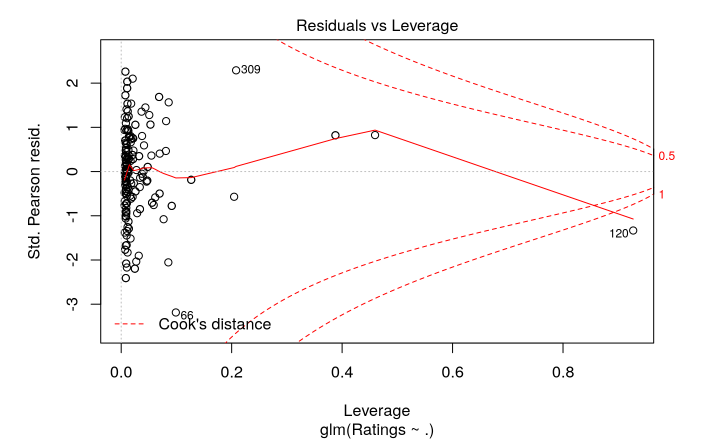 Residuals vs Leverage
Std. Pearson resid.
2
1
0
-1
-2
-3
309
120
66
0.5
1
Cook's distance
0.0 0.2 0.4 0.6 0.8
Leverage
glm(Ratings ~ .)